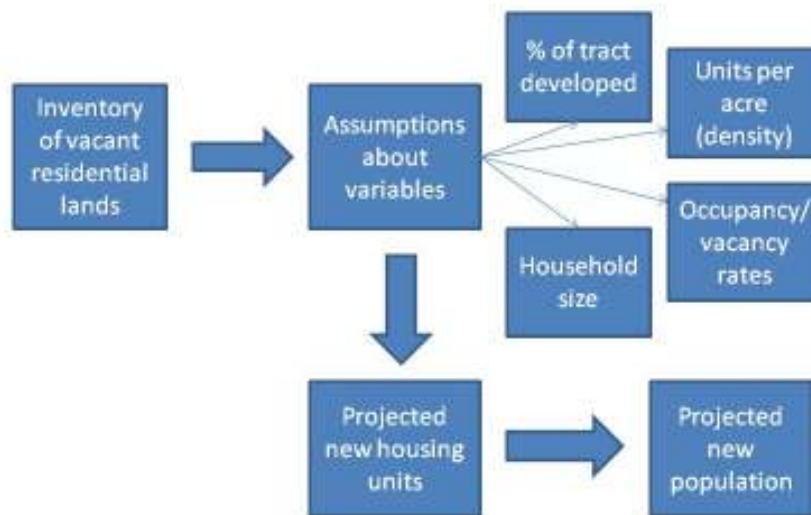 Inventory
of vacant
residential
lands
Assumptions
about
variables
% of tract
developed
Units per
acre
(density)
Household
size
Occupancy/
vacancy
rates
Projected
new housing
units
Projected
new
population